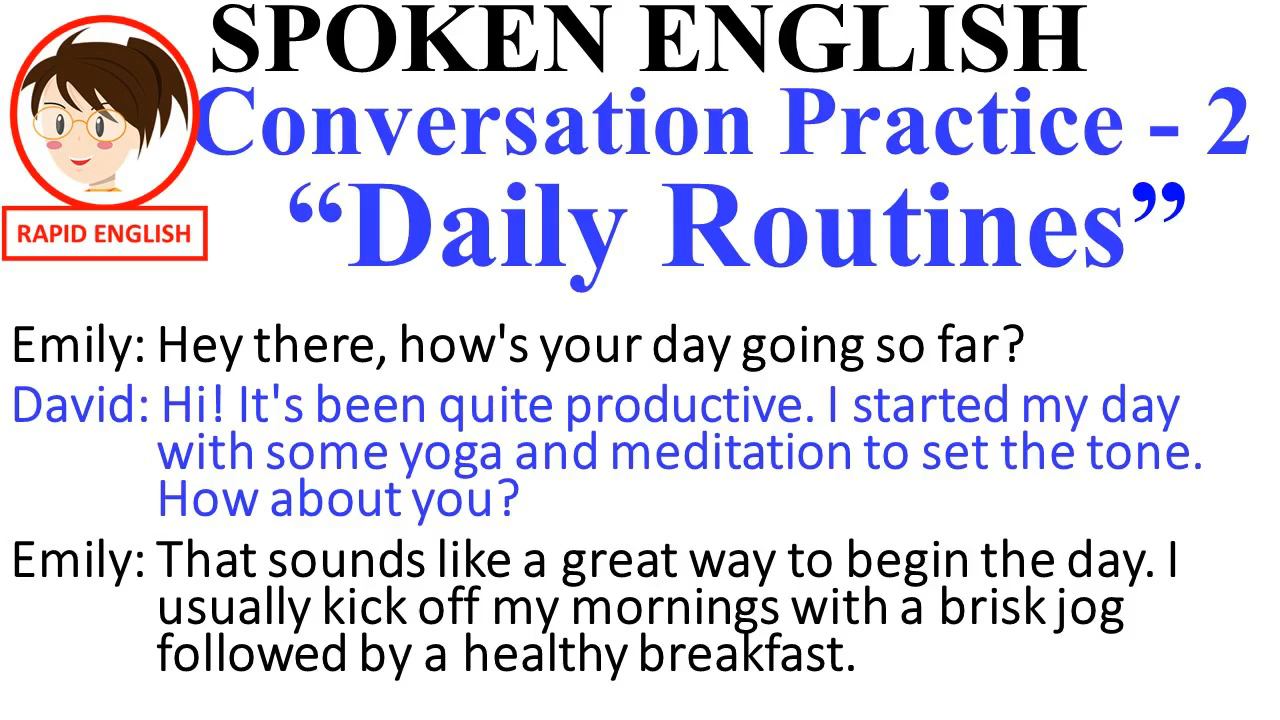 SPOKEN ENGLISH
Conversation Practice - 2
“Daily Routines”
RAPID ENGLISH
Emily: Hey there, how's your day going so far?
David: Hi! It's been quite productive. I started my day
with some yoga and meditation to set the tone.
How about you?
Emily: That sounds like a great way to begin the day. I
usually kick off my mornings with a brisk jog
followed by a healthy breakfast.